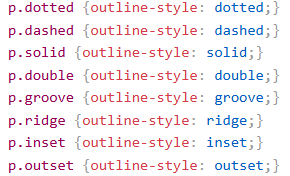 p.dotted {outline-style: dotted;}
p.dashed {outline-style: dashed;}
p.solid {outline-style: solid;}
p.double {outline-style: double;}
p.groove {outline-style: groove;}
p.ridge {outline-style: ridge;}
p.inset {outline-style: inset;}
p.outset {outline-style: outset;}